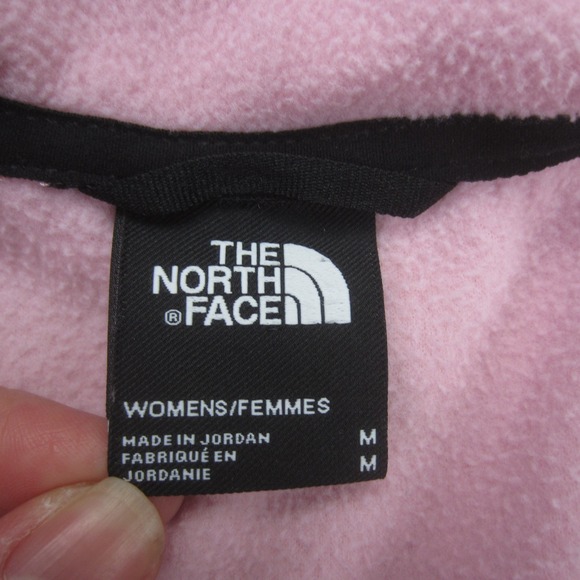 THE
NORTH
® FACE
WOMENS/FEMMES
MADE IN JORDAN M
FABRIQUÉ EN M
JORDANIE